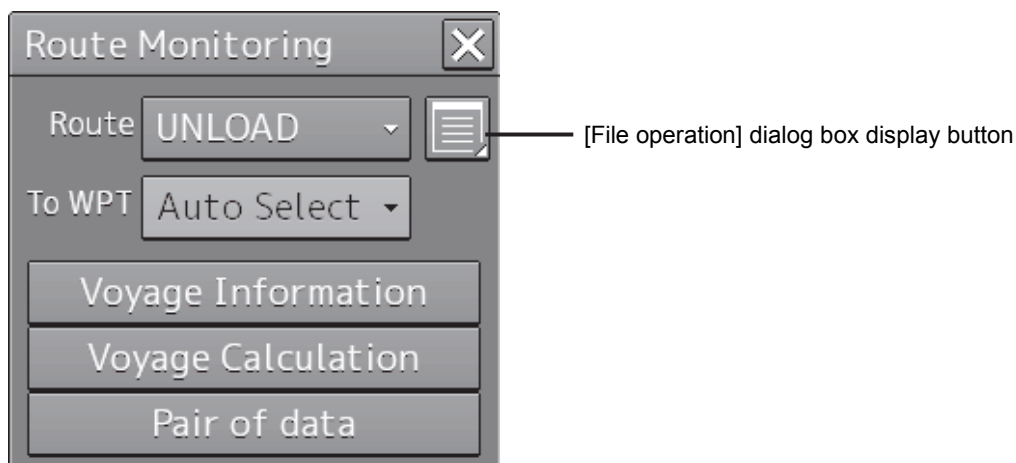 Route Monitoring
Route UNLOAD
[File operation] dialog box display button
To WPT Auto Select
Voyage Information
Voyage Calculation
Pair of data